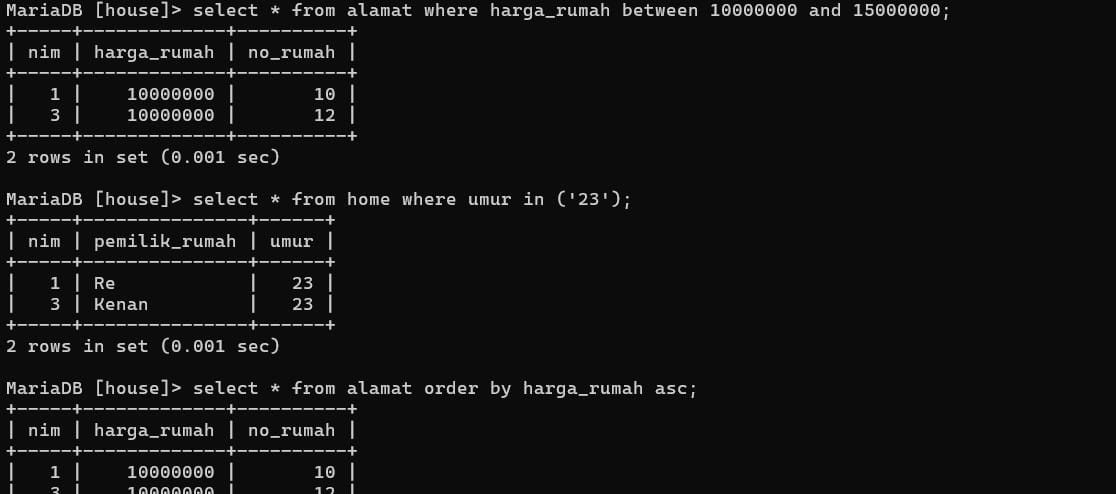 MariaDB [house]> select * from alamat where harga_rumah between 10000000 and 15000000;
+-----+-------------+----------+
| nim | harga_rumah | no_rumah |
+-----+-------------+----------+
|   1 |    10000000 |       10 |
|   3 |    10000000 |       12 |
+-----+-------------+----------+
2 rows in set (0.001 sec)

MariaDB [house]> select * from home where umur in ('23');
+-----+---------------+------+
| nim | pemilik_rumah | umur |
+-----+---------------+------+
|   1 | Re            |   23 |
|   3 | Kenan         |   23 |
+-----+---------------+------+
2 rows in set (0.001 sec)

MariaDB [house]> select * from alamat order by harga_rumah asc;
+-----+-------------+----------+
| nim | harga_rumah | no_rumah |
+-----+-------------+----------+
|   1 |    10000000 |       10 |
|   3 |    10000000 |       12 |